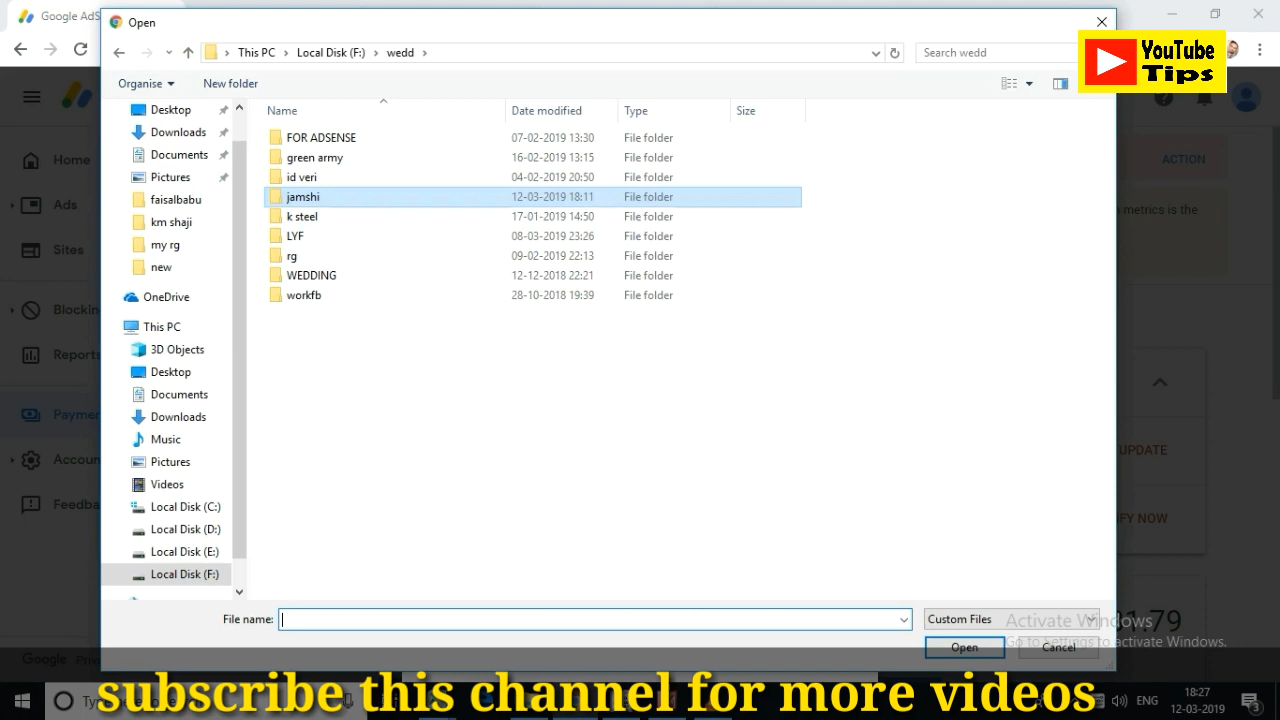 Google AdS
Open
This PC > Local Disk (F:) > wedd >
Search wedd
YouTube
Tips
Organise
New folder
Name Date modified Type Size
Desktop
Downloads
Documents
Pictures
faisalbabu
km shaji
my rg
new
OneDrive
This PC
3D Objects
Desktop
Documents
Downloads
Music
Pictures
Videos
Local Disk (C:)
Local Disk (D:)
Local Disk (E:)
Local Disk (F:)
FOR ADSENSE 07-02-2019 13:30 File folder
green army 16-02-2019 13:15 File folder
id veri 04-02-2019 20:50 File folder
jamshi 12-03-2019 18:11 File folder
k steel 17-01-2019 14:50 File folder
LYF 08-03-2019 23:26 File folder
rg 09-02-2019 22:13 File folder
WEDDING 12-12-2018 22:21 File folder
workfb 28-10-2018 19:39 File folder
Home
Ads
Sites
Blockin
Reports
Paymen
Accoun
Feedba
ACTION
metrics is the
UPDATE
FY NOW
1.79
File name:
Custom Files
Open
Cancel
Activate Windows
Go to Settings to activate Windows.
Google
subscribe this channel for more videos
ENG
18:27
12-03-2019
3